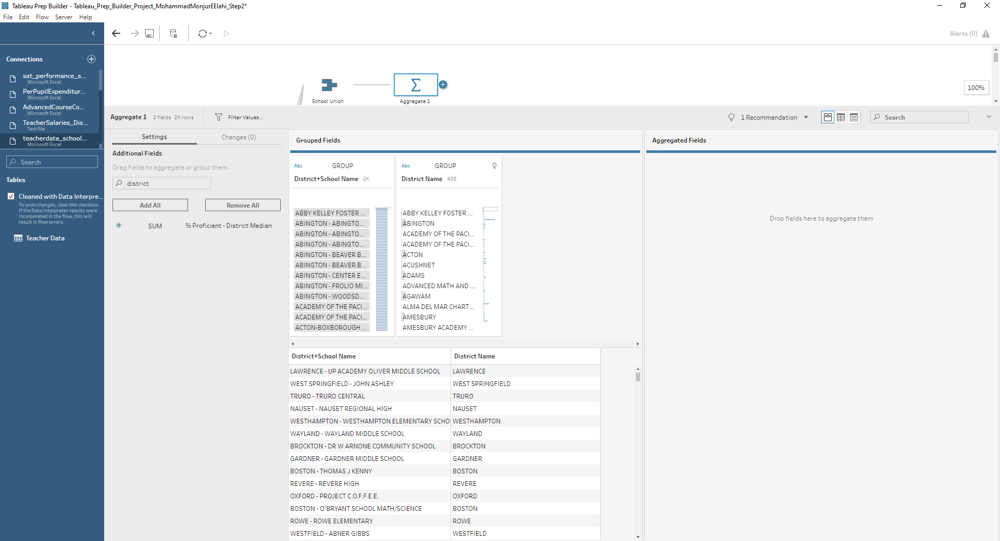 Tableau Prep Builder - Tableau_Prep_Builder_Project_MohammadMonjurEElahi_Step2*
File Edit Flow Server Help
Alerts (0)
Connections
sat_performance_s...
Microsoft Excel
PerPupilExpenditur...
Microsoft Excel
AdvancedCourseCo...
Microsoft Excel
TeacherSalaries_Dis...
Text file
teacherdata_school...
Microsoft Excel
Search
Tables
Cleaned with Data Interpre...
To undo changes, clear the checkbox.
If the Data Interpreter results were
incorporated in the flow, this will
result in flow errors.
Teacher Data
School Union
Aggregate 1
100%
Aggregate 1 2 fields 2K rows
Filter Values...
1 Recommendation
Search
Settings
Changes (0)
Additional Fields
Drag fields to aggregate or group them.
district
Add All
Remove All
# SUM % Proficient - District Median
Grouped Fields
Abc GROUP
District+School Name 2K
ABBY KELLEY FOSTER ...
ABINGTON - ABINGTO...
ABINGTON - ABINGTO...
ABINGTON - ABINGTO...
ABINGTON - BEAVER B...
ABINGTON - BEAVER B...
ABINGTON - CENTER E...
ABINGTON - FROLIO MI...
ABINGTON - WOODSD...
ACADEMY OF THE PACI...
ACADEMY OF THE PACI...
ACTON-BOXBOROUGH ...
Abc GROUP
District Name 438
ABBY KELLEY FOSTER ...
ABINGTON
ACADEMY OF THE PACI...
ACADEMY OF THE PACI...
ACTON
ACUSHNET
ADAMS
ADVANCED MATH AND ...
AGAWAM
ALMA DEL MAR CHART...
AMESBURY
AMESBURY ACADEMY ...
Aggregated Fields
Drop fields here to aggregate them
District+School Name District Name
LAWRENCE - UP ACADEMY OLIVER MIDDLE SCHOOL LAWRENCE
WEST SPRINGFIELD - JOHN ASHLEY WEST SPRINGFIELD
TRURO - TRURO CENTRAL TRURO
NAUSET - NAUSET REGIONAL HIGH NAUSET
WESTHAMPTON - WESTHAMPTON ELEMENTARY SCHO WESTHAMPTON
WAYLAND - WAYLAND MIDDLE SCHOOL WAYLAND
BROCKTON - DR W ARNONE COMMUNITY SCHOOL BROCKTON
GARDNER - GARDNER MIDDLE SCHOOL GARDNER
BOSTON - THOMAS J KENNY BOSTON
REVERE - REVERE HIGH REVERE
OXFORD - PROJECT C.O.F.F.E.E. OXFORD
BOSTON - O’BRYANT SCHOOL MATH/SCIENCE BOSTON
ROWE - ROWE ELEMENTARY ROWE
WESTFIELD - ABNER GIBBS WESTFIELD